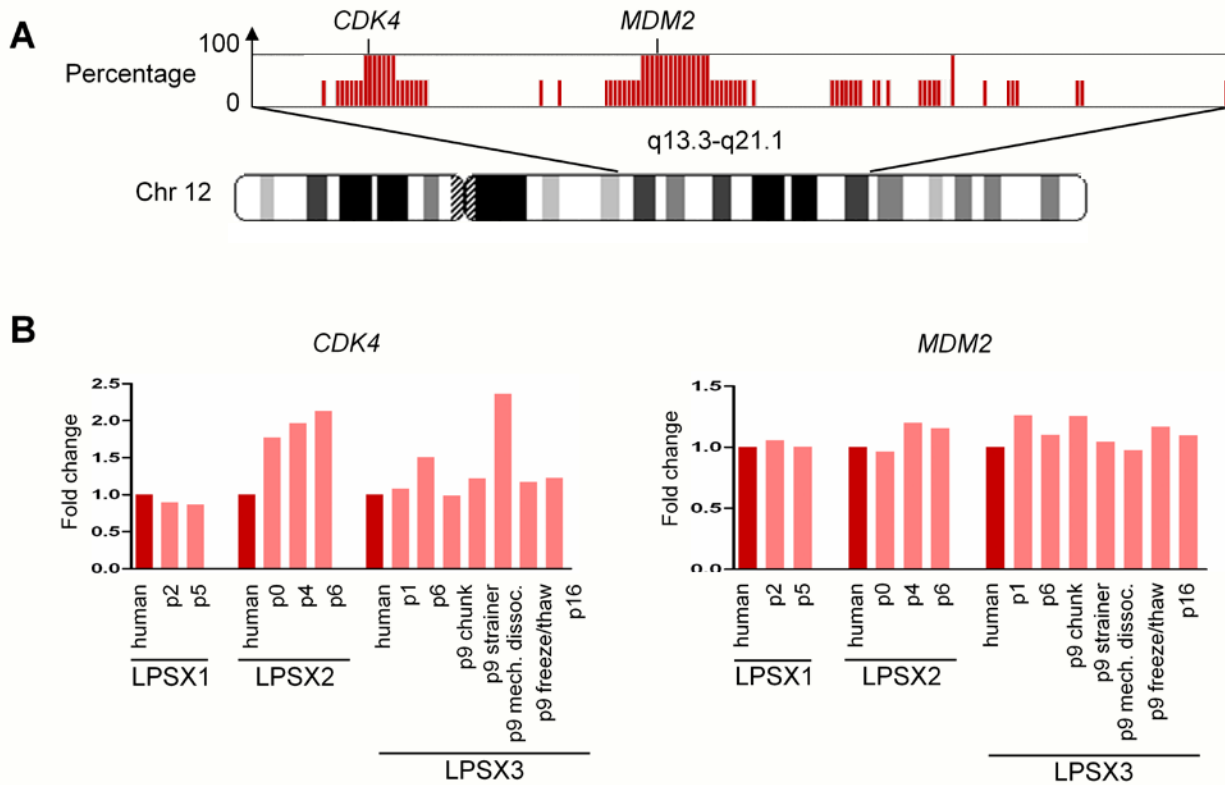 A
CDK4 MDM2
100
Percentage
0
q13.3-q21.1
Chr 12
B
CDK4
Fold change
2.5
2.0
1.5
1.0
0.5
0.0
human p2 p5 human p0 p4 p6 human p1 p6 p9 chunk p9 strainer p9 mech. dissoc. p9 freeze/thaw p16
LPSX1 LPSX2 LPSX3
MDM2
Fold change
1.5
1.0
0.5
0.0
human p2 p5 human p0 p4 p6 human p1 p6 p9 chunk p9 strainer p9 mech. dissoc. p9 freeze/thaw p16
LPSX1 LPSX2 LPSX3